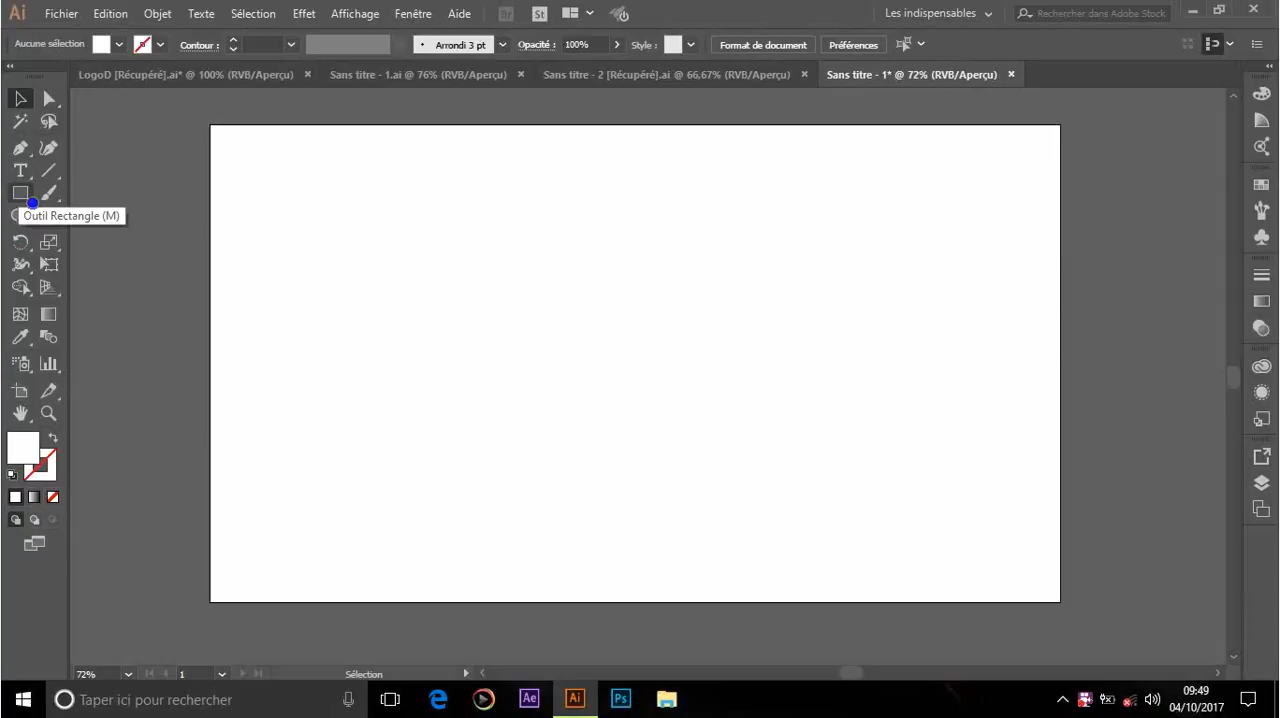 Ai Fichier Edition Objet Texte Sélection Effet Affichage Fenêtre Aide Br St Les indispensables Rechercher dans Adobe Stock
Aucune sélection Contour : Arrondi 3 pt Opacité : 100% Style : Format de document Préférences
LogoD [Récupéré].ai* @ 100% (RVB/Aperçu) Sans titre - 1.ai @ 76% (RVB/Aperçu) Sans titre - 2 [Récupéré].ai @ 66,67% (RVB/Aperçu) Sans titre - 1* @ 72% (RVB/Aperçu)
Outil Rectangle (M)
72% 1 Sélection
Taper ici pour rechercher Ae Ai Ps 09:49
04/10/2017